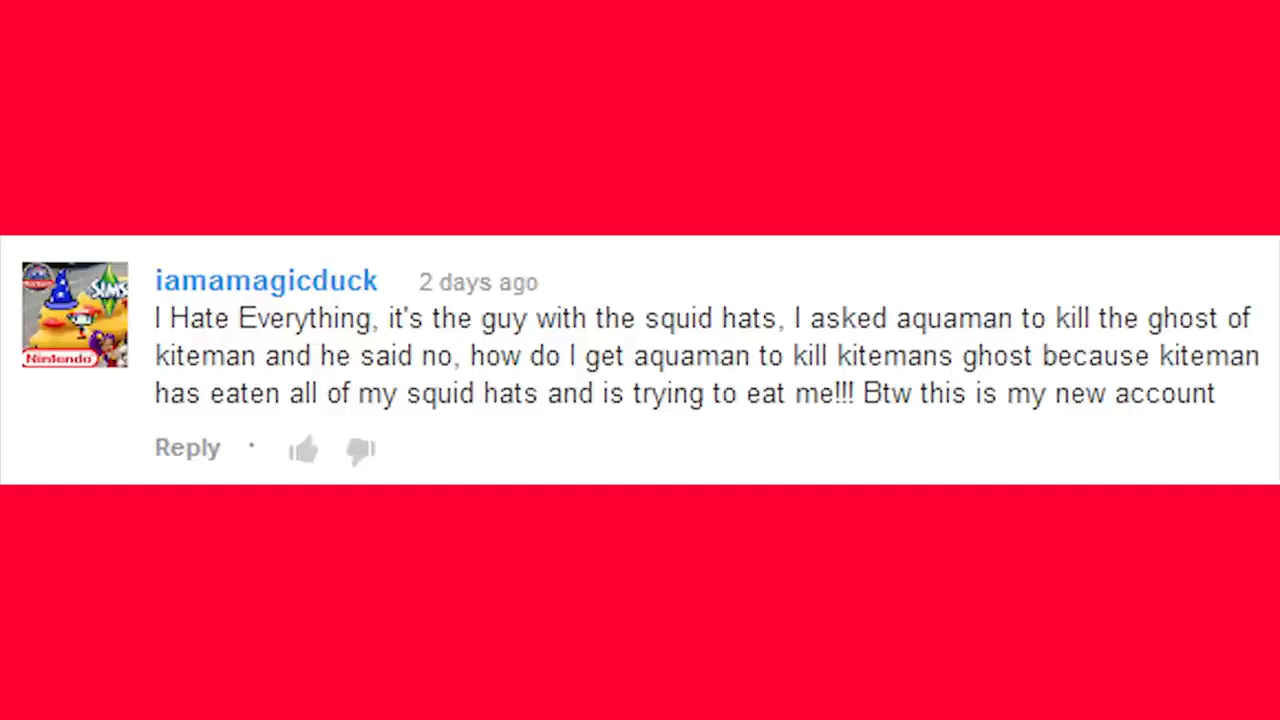 iamamagicduck 2 days ago
I Hate Everything, it's the guy with the squid hats, I asked aquaman to kill the ghost of
kiteman and he said no, how do I get aquaman to kill kitemans ghost because kiteman
has eaten all of my squid hats and is trying to eat me!!! Btw this is my new account
Reply ·
SIMS
Nintendo